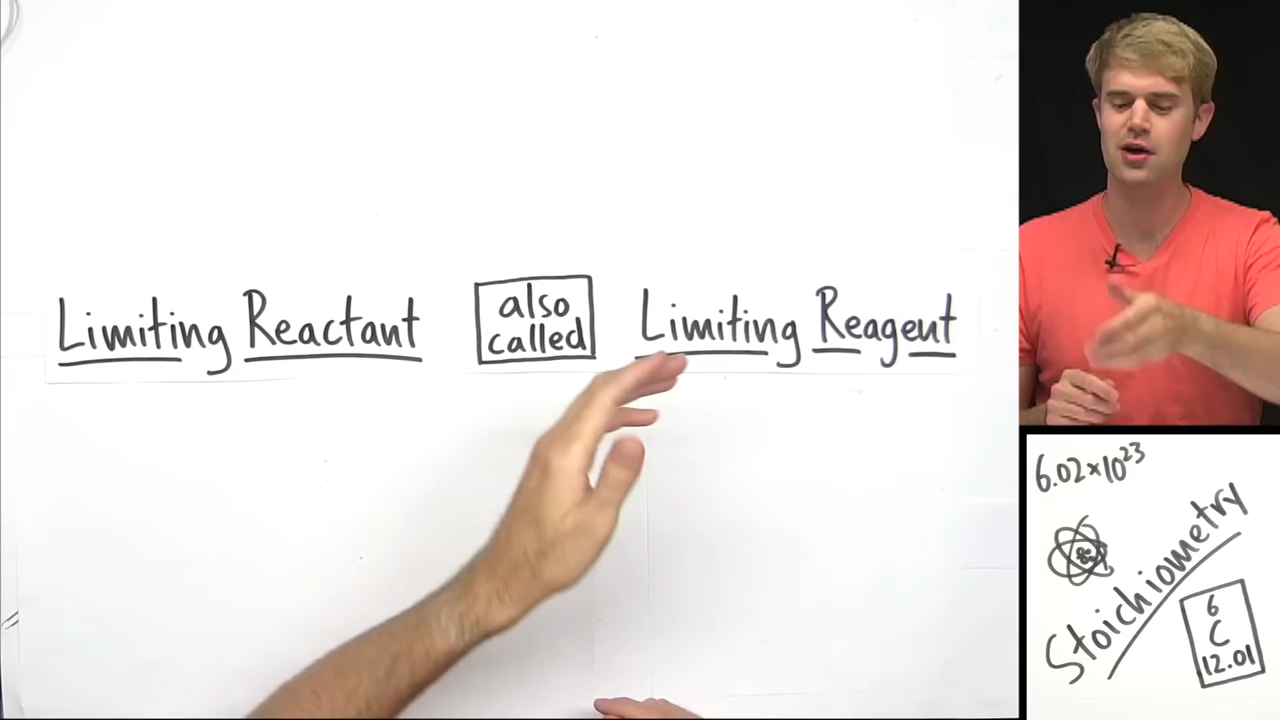 Limiting Reactant
also
called
Limiting Reagent
6.02×10²³
Stoichiometry
6
C
12.01